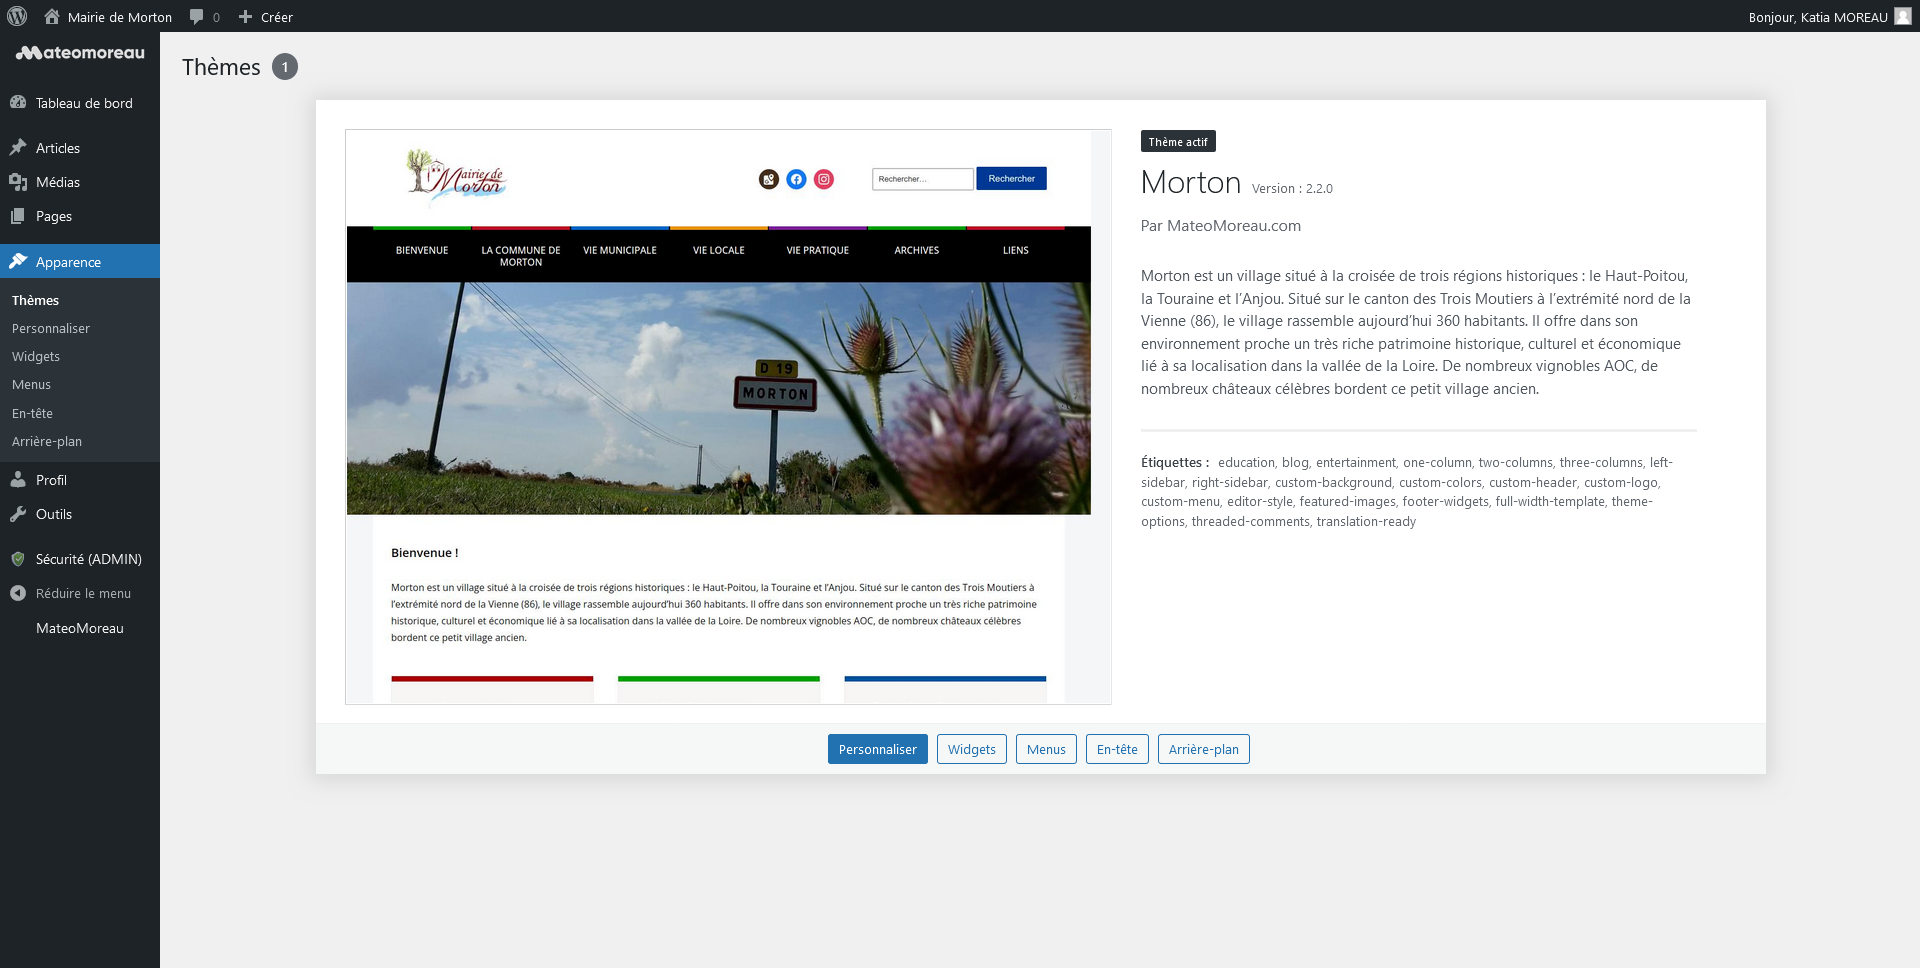 Mairie de Morton
0
Créer
Bonjour, Katia MOREAU
Mateomoreau
Tableau de bord
Articles
Médias
Pages
Apparence
Thèmes
Personnaliser
Widgets
Menus
En-tête
Arrière-plan
Profil
Outils
Sécurité (ADMIN)
Réduire le menu
MateoMoreau
Thèmes 1
Mairie de
Morton
Rechercher...
Rechercher
BIENVENUE
LA COMMUNE DE
MORTON
VIE MUNICIPALE
VIE LOCALE
VIE PRATIQUE
ARCHIVES
LIENS
D 19
MORTON
Bienvenue !
Morton est un village situé à la croisée de trois régions historiques : le Haut-Poitou, la Touraine et l'Anjou. Situé sur le canton des Trois Moutiers à
l'extrémité nord de la Vienne (86), le village rassemble aujourd'hui 360 habitants. Il offre dans son environnement proche un très riche patrimoine
historique, culturel et économique lié à sa localisation dans la vallée de la Loire. De nombreux vignobles AOC, de nombreux châteaux célèbres
bordent ce petit village ancien.
Thème actif
Morton Version : 2.2.0
Par MateoMoreau.com
Morton est un village situé à la croisée de trois régions historiques : le Haut-Poitou,
la Touraine et l'Anjou. Situé sur le canton des Trois Moutiers à l'extrémité nord de la
Vienne (86), le village rassemble aujourd'hui 360 habitants. Il offre dans son
environnement proche un très riche patrimoine historique, culturel et économique
lié à sa localisation dans la vallée de la Loire. De nombreux vignobles AOC, de
nombreux châteaux célèbres bordent ce petit village ancien.
Étiquettes : education, blog, entertainment, one-column, two-columns, three-columns, left-
sidebar, right-sidebar, custom-background, custom-colors, custom-header, custom-logo,
custom-menu, editor-style, featured-images, footer-widgets, full-width-template, theme-
options, threaded-comments, translation-ready
Personnaliser
Widgets
Menus
En-tête
Arrière-plan